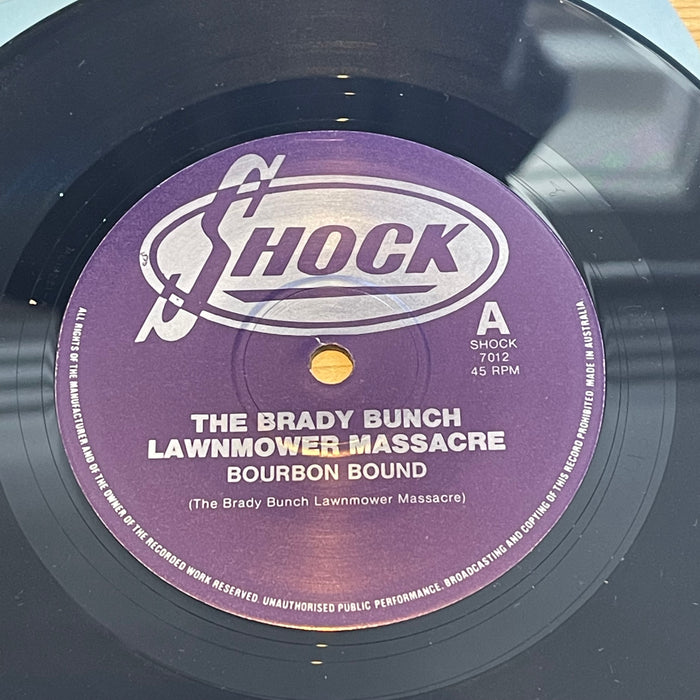 SHOCK
A
SHOCK
7012
45 RPM
THE BRADY BUNCH
LAWNMOWER MASSACRE
BOURBON BOUND
(The Brady Bunch Lawnmower Massacre)
ALL RIGHTS OF THE MANUFACTURER AND OF THE OWNER OF THE RECORDED WORK RESERVED. UNAUTHORISED PUBLIC PERFORMANCE. BROADCASTING AND COPYING OF THIS RECORD PROHIBITED. MADE IN AUSTRALIA